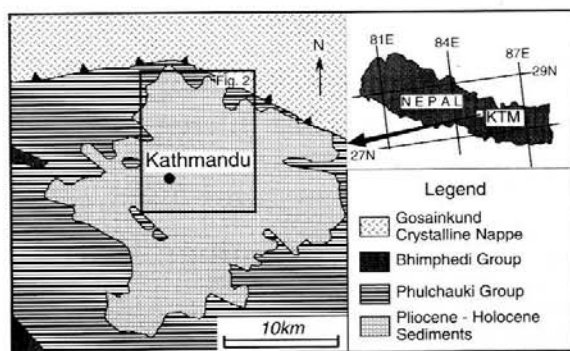 Fig. 2
N
Kathmandu
10km
81E
84E
87E
29N
NEPAL
KTM
27N
Legend
Gosainkund
Crystalline Nappe
Bhimphedi Group
Phulchauki Group
Pliocene - Holocene
Sediments